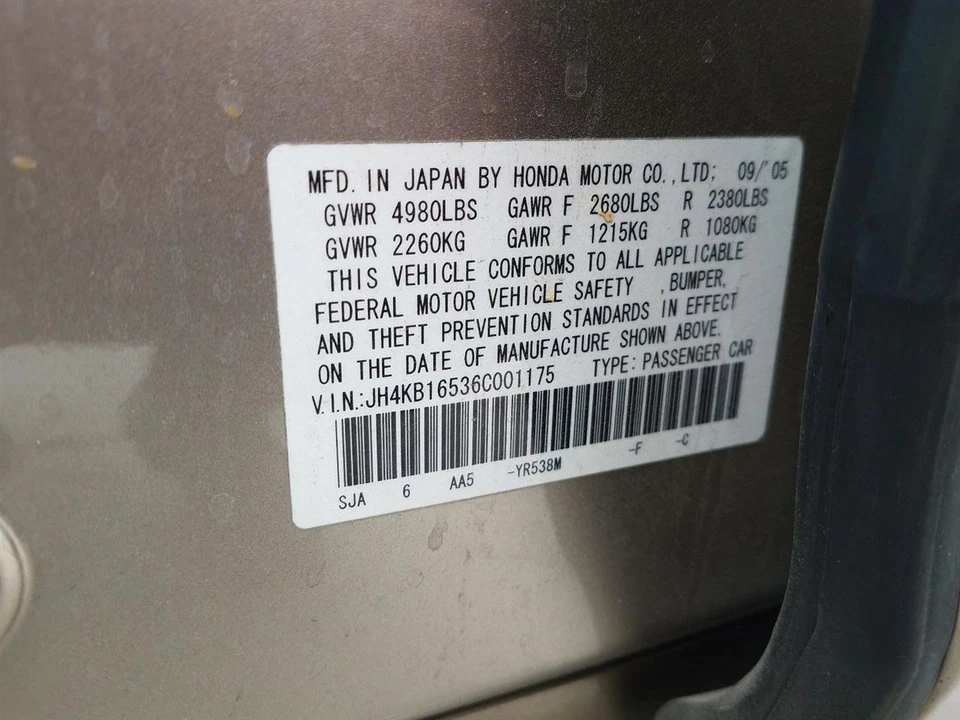 MFD. IN JAPAN BY HONDA MOTOR CO., LTD; 09/'05
GVWR 4980LBS GAWR F 2680LBS R 2380LBS
GVWR 2260KG GAWR F 1215KG R 1080KG
THIS VEHICLE CONFORMS TO ALL APPLICABLE
FEDERAL MOTOR VEHICLE SAFETY , BUMPER,
AND THEFT PREVENTION STANDARDS IN EFFECT
ON THE DATE OF MANUFACTURE SHOWN ABOVE.
V.I.N.:JH4KB16536C001175 TYPE: PASSENGER CAR
SJA 6 AA5 -YR538M -F -C